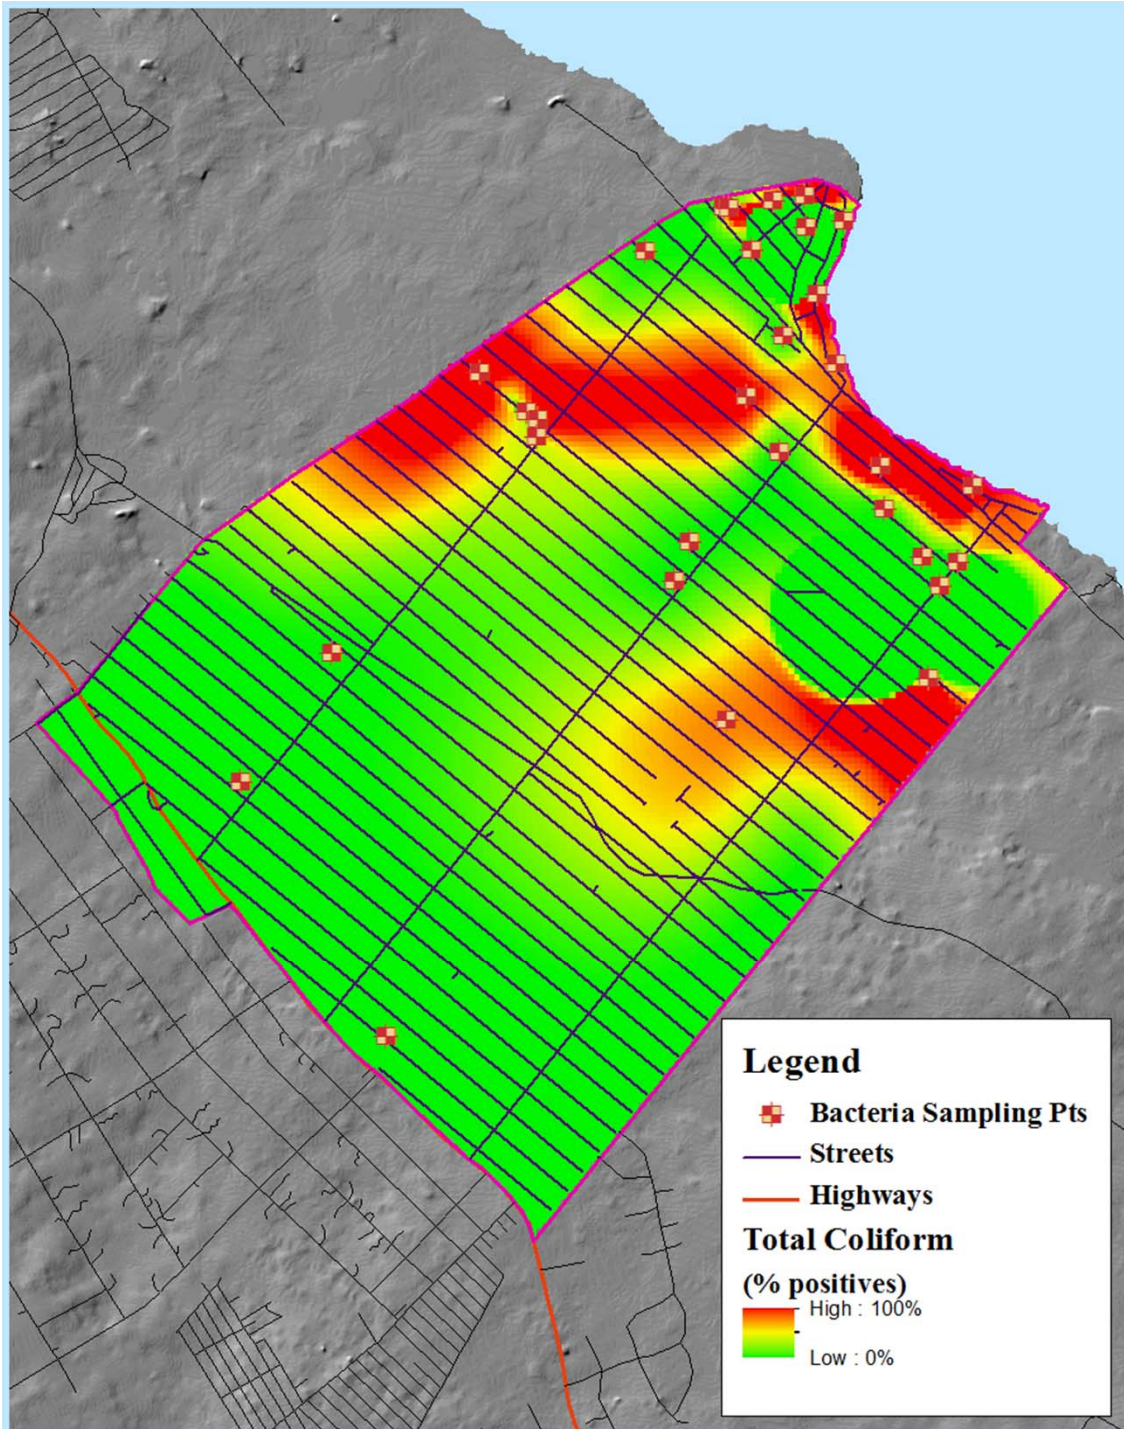 Legend
Bacteria Sampling Pts
Streets
Highways
Total Coliform
(% positives)
High : 100%
Low : 0%